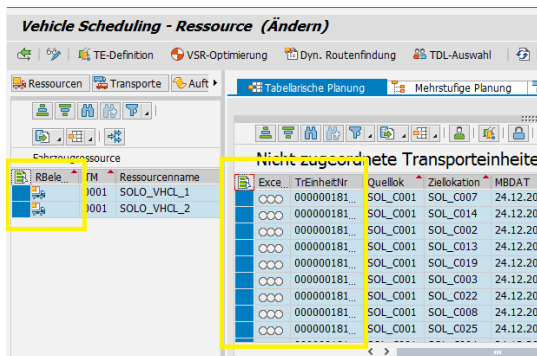 Vehicle Scheduling - Ressource (Ändern)
TE-Definition VSR-Optimierung Dyn. Routenfindung TDL-Auswahl
Ressourcen Transporte Auft
Tabellarische Planung Mehrstufige Planung
Fahrzeugressource
Nicht zugeordnete Transporteinheite
RBele... TM Ressourcenname
0001 SOLO_VHCL_1
0001 SOLO_VHCL_2
Exce TrEinheitNr Quellok Ziellokation MBDAT
000000181... SOL_C001 SOL_C007 24.12.20
000000181... SOL_C001 SOL_C014 24.12.20
000000181... SOL_C001 SOL_C002 24.12.20
000000181... SOL_C001 SOL_C013 24.12.20
000000181... SOL_C001 SOL_C019 24.12.20
000000181... SOL_C001 SOL_C003 24.12.20
000000181... SOL_C001 SOL_C022 24.12.20
000000181... SOL_C001 SOL_C008 24.12.20
000000181... SOL_C001 SOL_C025 24.12.20